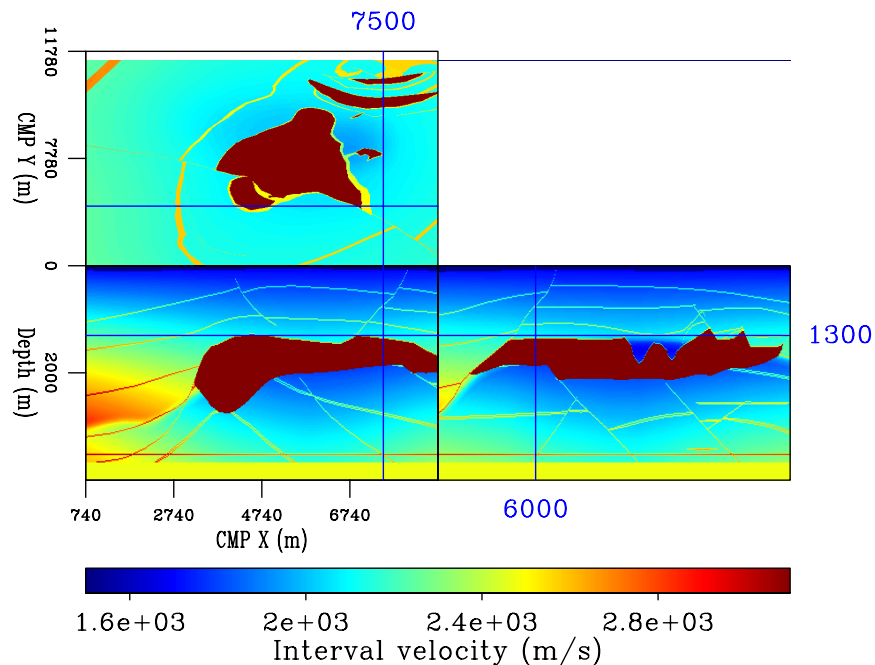 7500
11780
7780
0
CMP Y (m)
2000
Depth (m)
1300
740 2740 4740 6740
6000
CMP X (m)
1.6e+03 2e+03 2.4e+03 2.8e+03
Interval velocity (m/s)